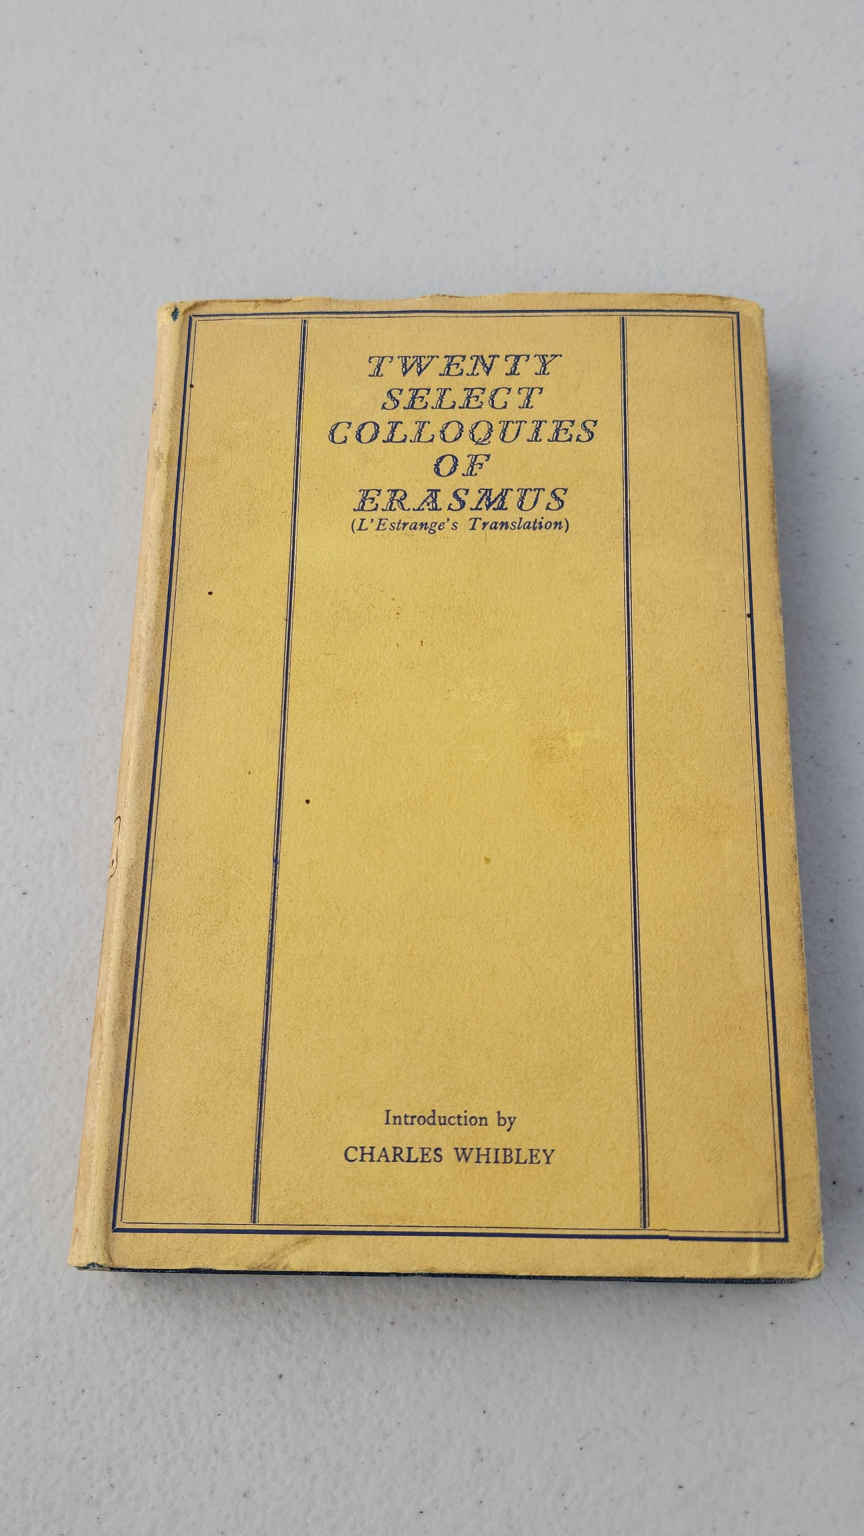 TWENTY
SELECT
COLLOQUIES
OF
ERASMUS
(L'Estrange's Translation)
Introduction by
CHARLES WHIBLEY